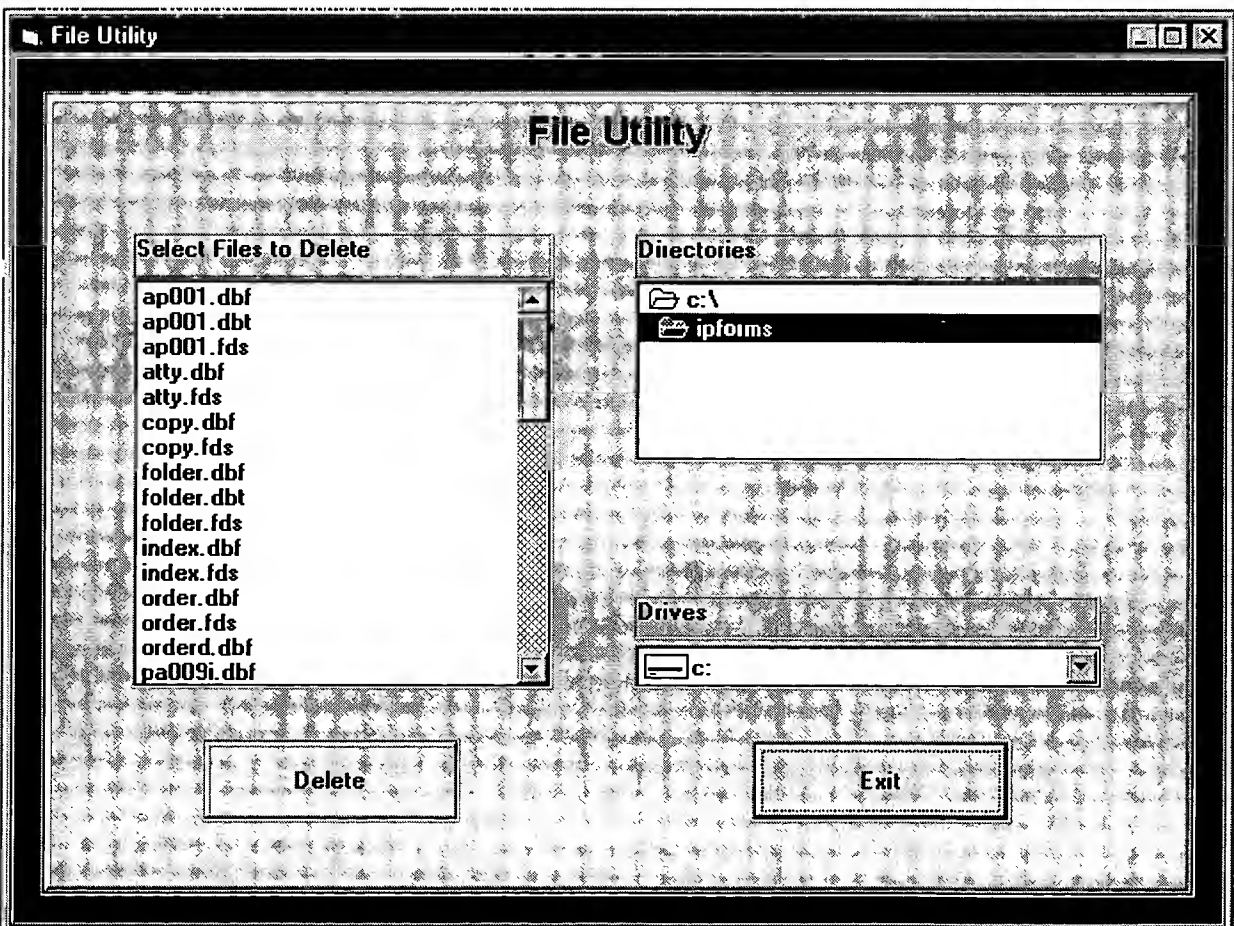 File Utility
File Utility
Select Files to Delete
ap001.dbf
ap001.dbt
ap001.fds
atty.dbf
atty.fds
copy.dbf
copy.fds
folder.dbf
folder.dbt
folder.fds
index.dbf
index.fds
order.dbf
order.fds
orderd.dbf
pa009i.dbf
Directories
c:\
ipforms
Drives
c:
Delete
Exit